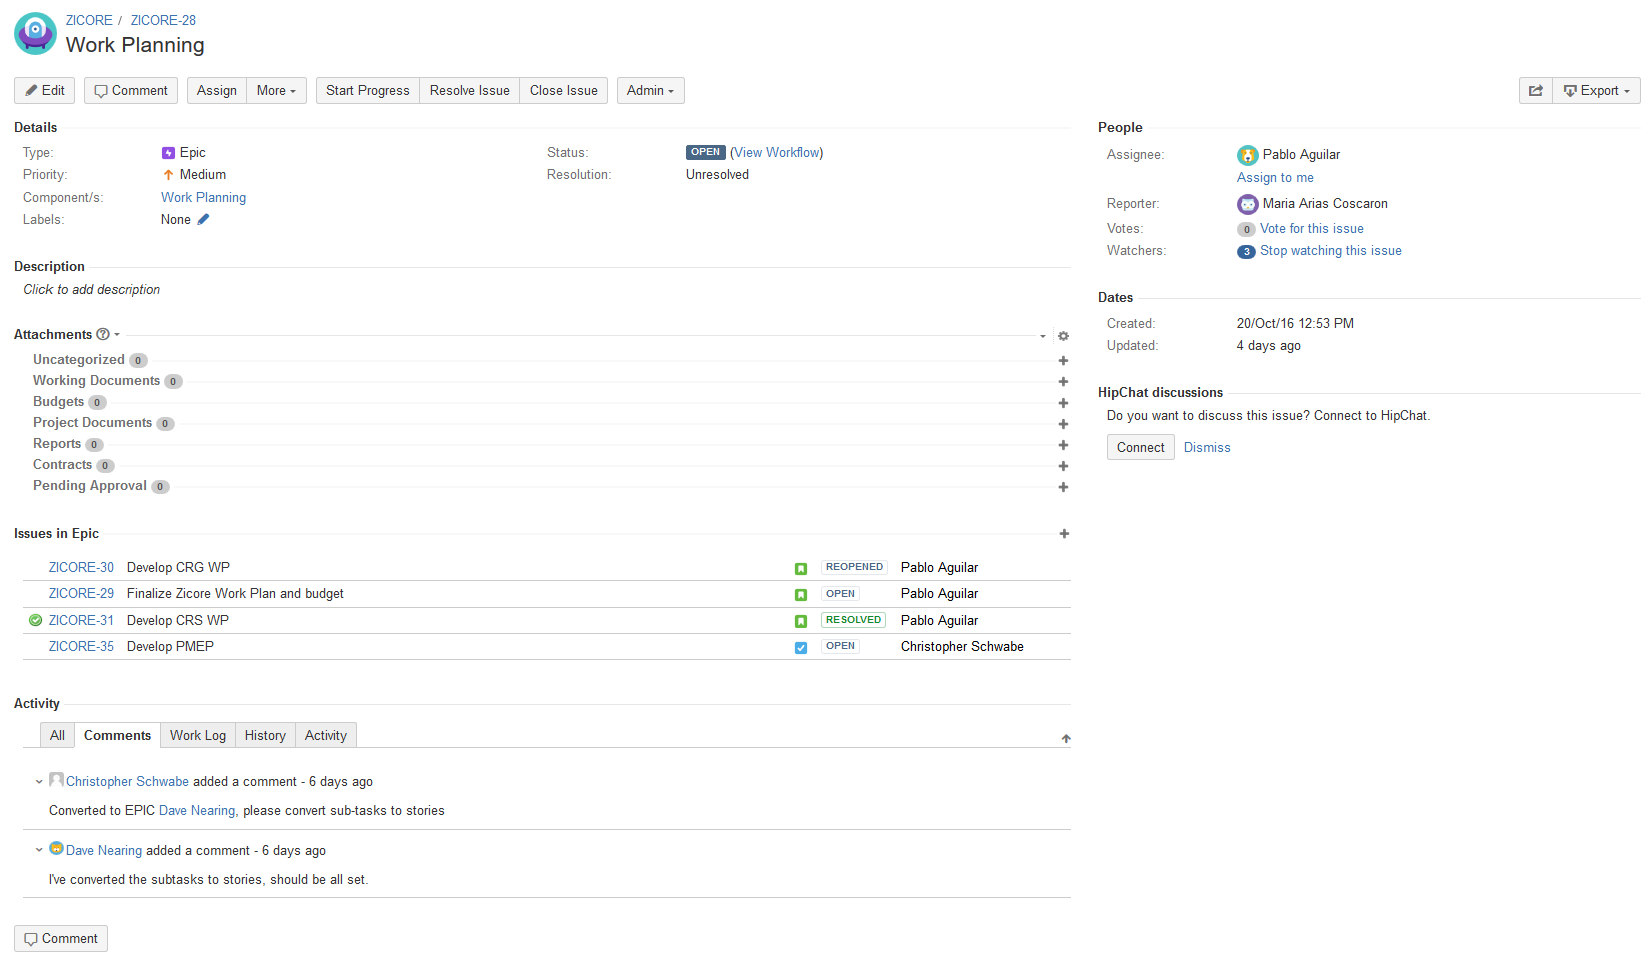 ZICORE / ZICORE-28
Work Planning
Edit Comment Assign More Start Progress Resolve Issue Close Issue Admin Export
Details
Type: Epic
Priority: Medium
Component/s: Work Planning
Labels: None
Status: OPEN (View Workflow)
Resolution: Unresolved
Description
Click to add description
Attachments
Uncategorized 0
Working Documents 0
Budgets 0
Project Documents 0
Reports 0
Contracts 0
Pending Approval 0
Issues in Epic
ZICORE-30 Develop CRG WP REOPENED Pablo Aguilar
ZICORE-29 Finalize Zicore Work Plan and budget OPEN Pablo Aguilar
ZICORE-31 Develop CRS WP RESOLVED Pablo Aguilar
ZICORE-35 Develop PMEP OPEN Christopher Schwabe
Activity
All Comments Work Log History Activity
Christopher Schwabe added a comment - 6 days ago
Converted to EPIC Dave Nearing, please convert sub-tasks to stories
Dave Nearing added a comment - 6 days ago
I've converted the subtasks to stories, should be all set.
Comment
People
Assignee: Pablo Aguilar
Assign to me
Reporter: Maria Arias Coscaron
Votes: 0 Vote for this issue
Watchers: 3 Stop watching this issue
Dates
Created: 20/Oct/16 12:53 PM
Updated: 4 days ago
HipChat discussions
Do you want to discuss this issue? Connect to HipChat.
Connect Dismiss